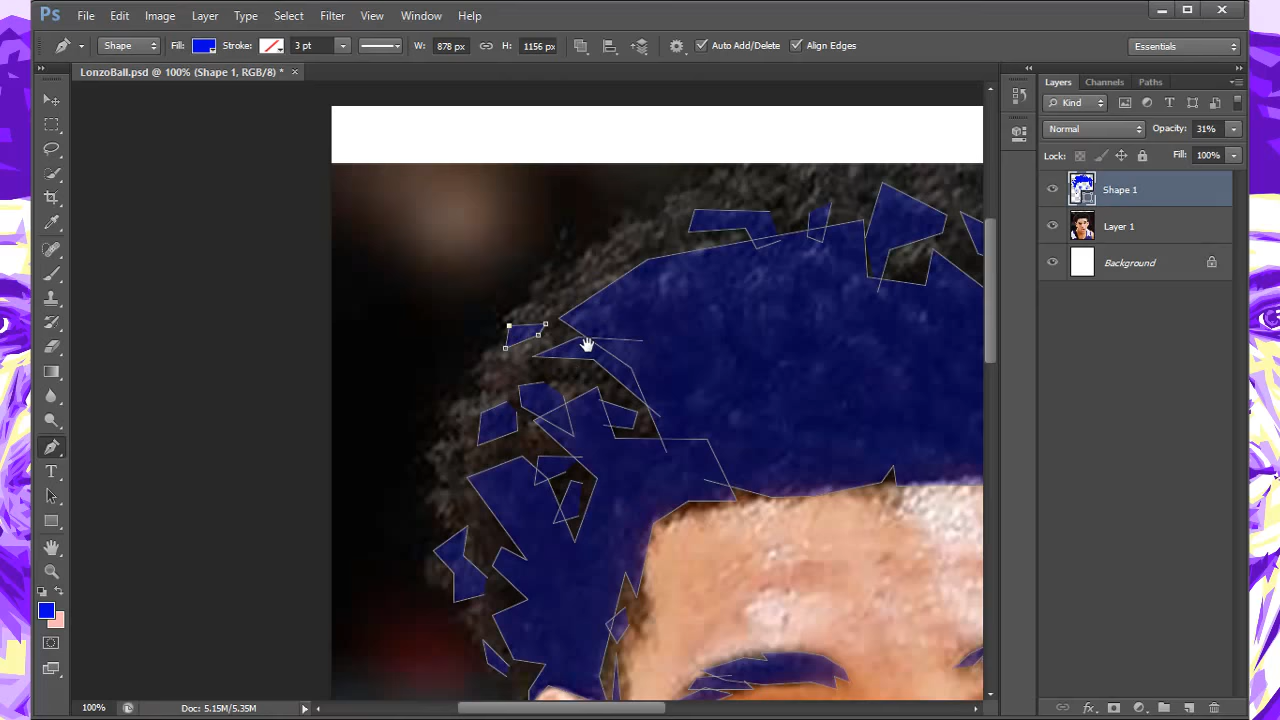 Ps File Edit Image Layer Type Select Filter View Window Help
Shape Fill: Stroke: 3 pt W: 878 px H: 1156 px Auto Add/Delete Align Edges Essentials
LonzoBall.psd @ 100% (Shape 1, RGB/8) * ×
Layers Channels Paths
Kind
Normal Opacity: 31%
Lock: Fill: 100%
Shape 1
Layer 1
Background
100% Doc: 5.15M/5.35M